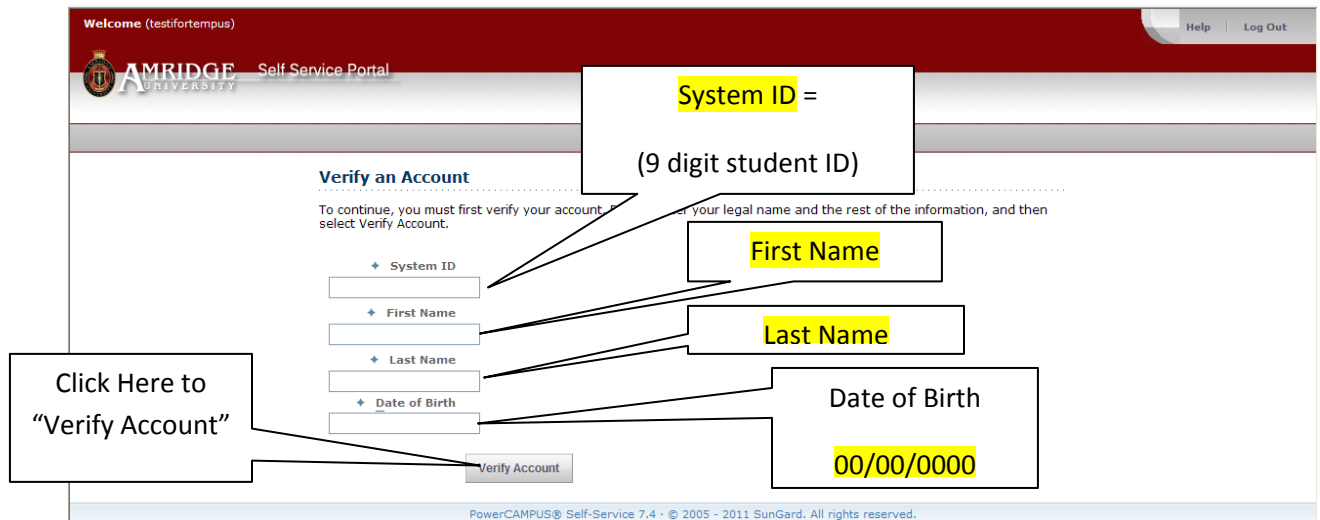 Welcome (testifortempus)
Help Log Out
AMRIDGE
UNIVERSITY
Self Service Portal
System ID =
(9 digit student ID)
Verify an Account
To continue, you must first verify your account. your legal name and the rest of the information, and then
select Verify Account.
First Name
System ID
First Name
Last Name
Last Name
Click Here to
“Verify Account”
Date of Birth
Date of Birth
00/00/0000
Verify Account
PowerCAMPUS® Self-Service 7.4 · © 2005 - 2011 SunGard. All rights reserved.